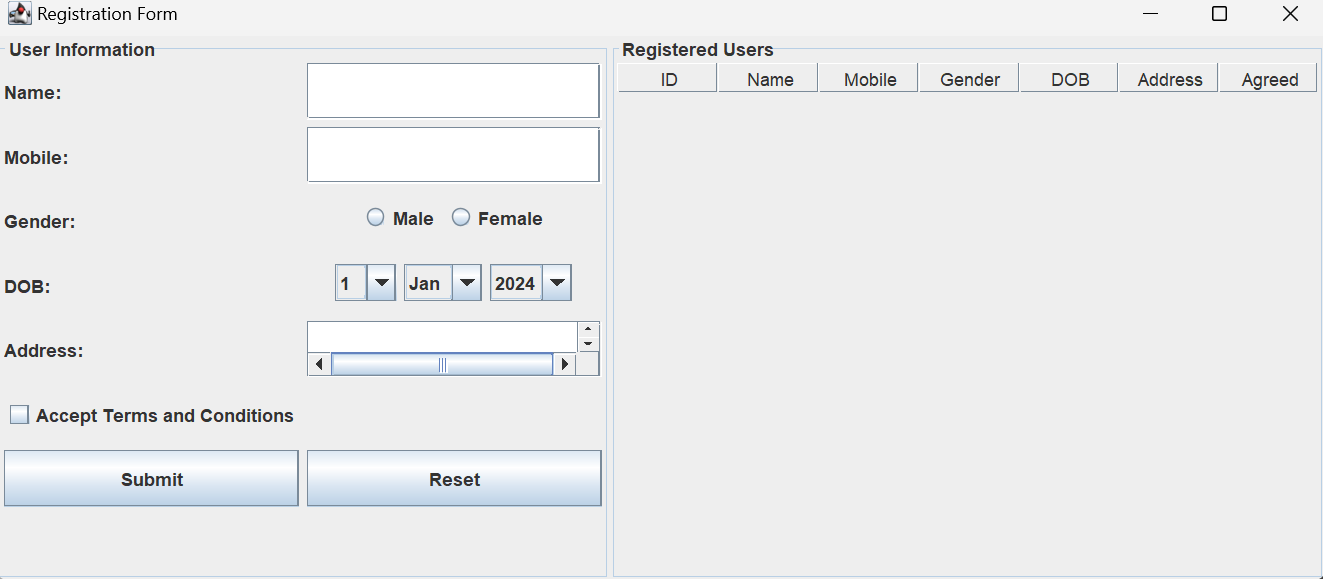 Registration Form
User Information
Name:
Mobile:
Gender: Male Female
DOB: 1 Jan 2024
Address:
Accept Terms and Conditions
Submit Reset
Registered Users
ID Name Mobile Gender DOB Address Agreed